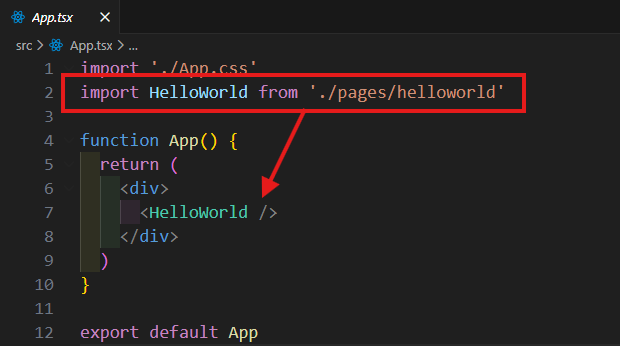 App.tsx ×
src > App.tsx > ...
1 import './App.css'
2 import HelloWorld from './pages/helloworld'
3
4 function App() {
5   return (
6     <div>
7       <HelloWorld />
8     </div>
9   )
10 }
11
12 export default App